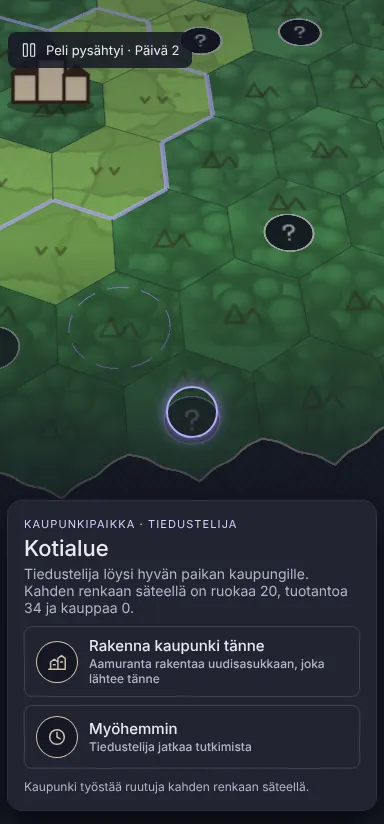 Peli pysähtyi · Päivä 2
?
?
?
?
KAUPUNKIPAIKKA · TIEDUSTELIJA
Kotialue
Tiedustelija löysi hyvän paikan kaupungille.
Kahden renkaan säteellä on ruokaa 20, tuotantoa
34 ja kauppaa 0.
Rakenna kaupunki tänne
Aamuranta rakentaa uudisasukkaan, joka
lähtee tänne
Myöhemmin
Tiedustelija jatkaa tutkimista
Kaupunki työstää ruutuja kahden renkaan säteellä.